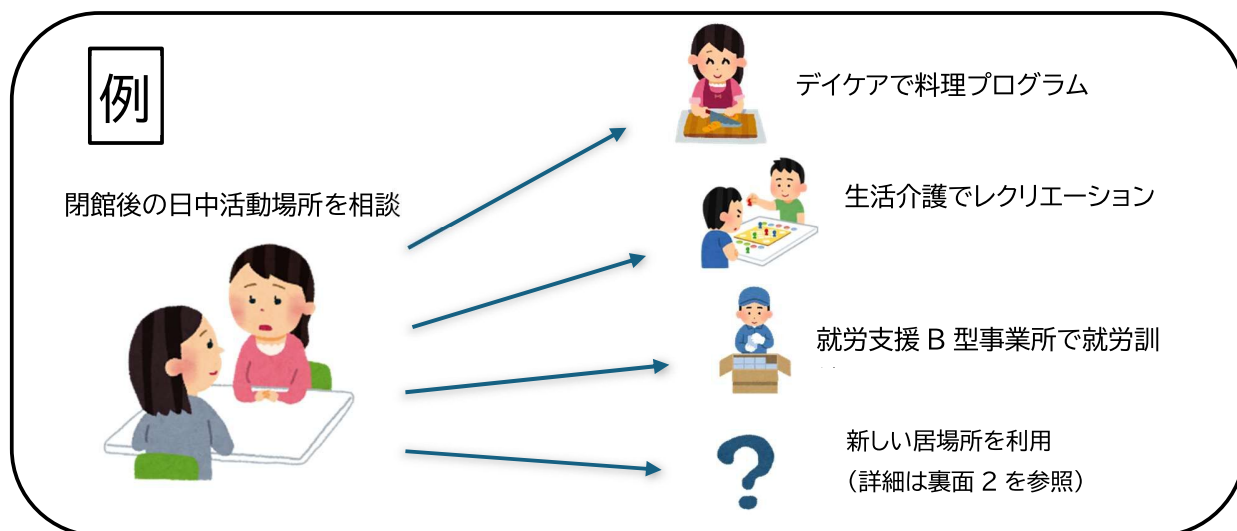 例
閉館後の日中活動場所を相談
デイケアで料理プログラム
生活介護でレクリエーション
就労支援 B 型事業所で就労訓
新しい居場所を利用
（詳細は裏面 2 を参照）